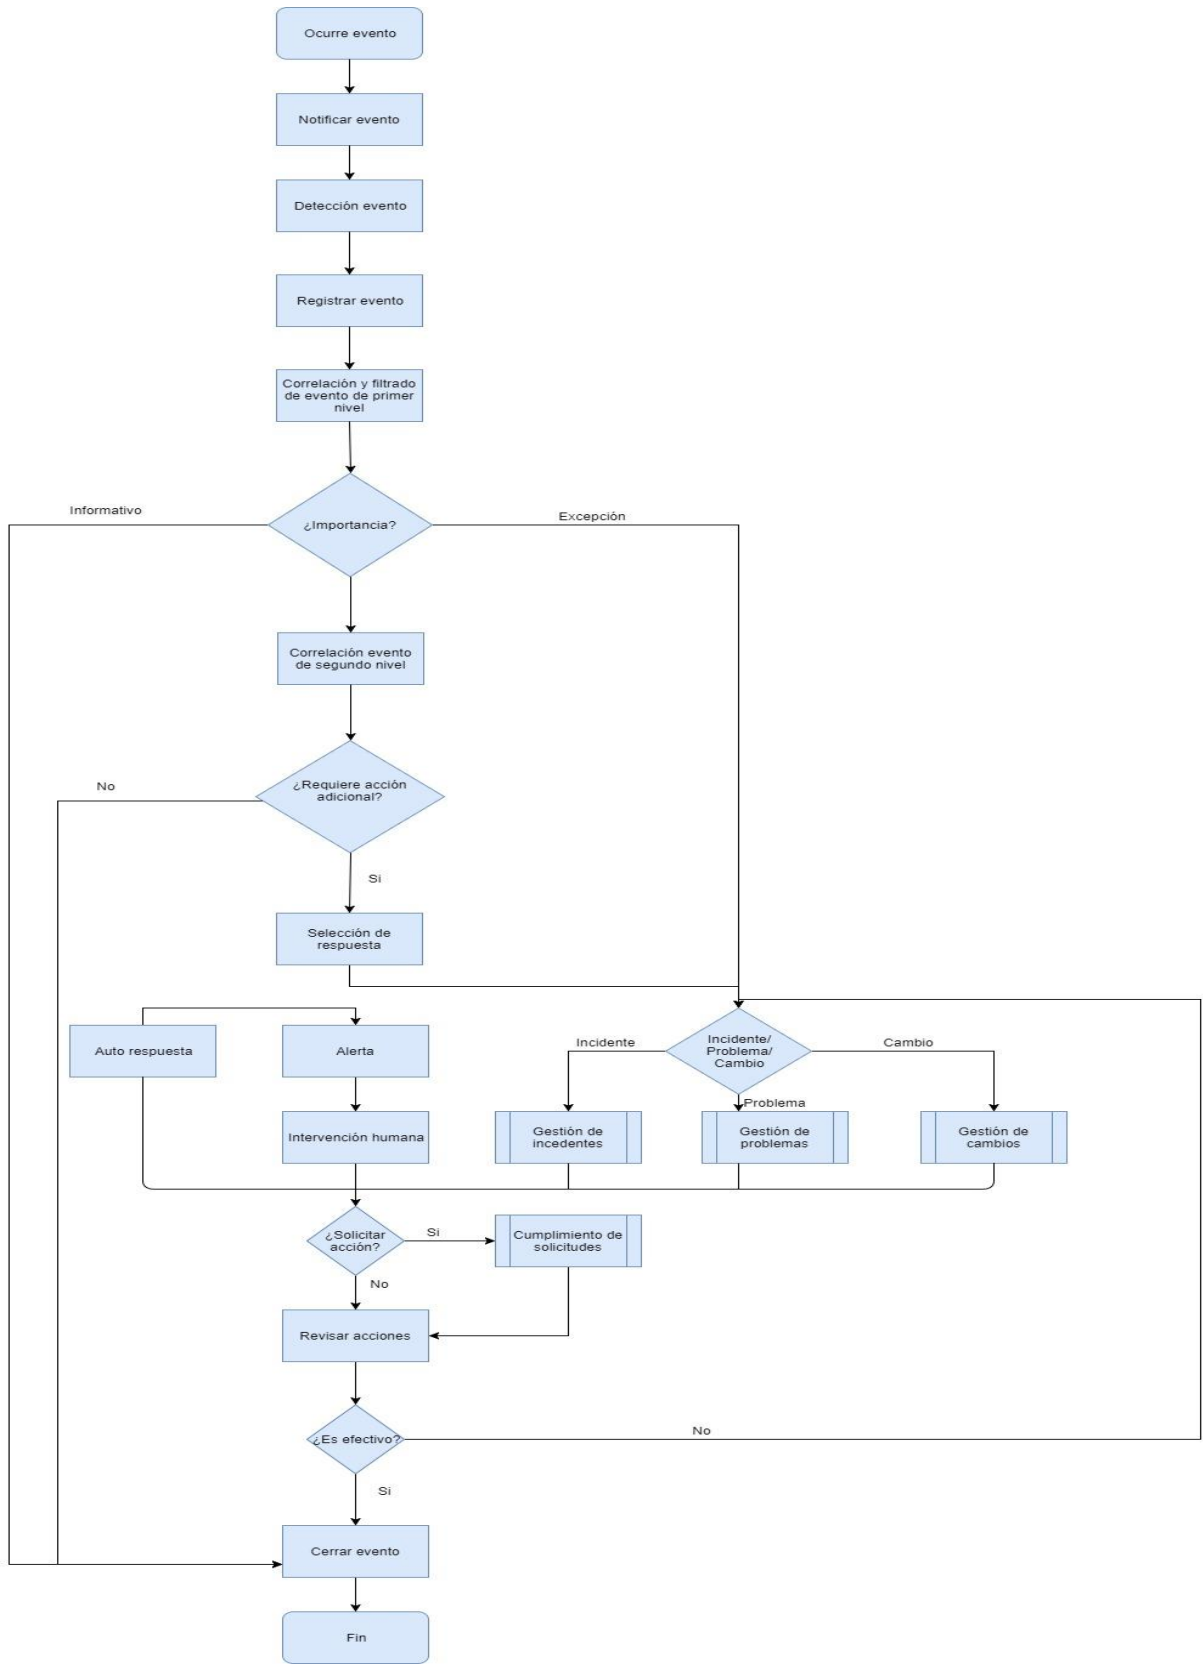 Ocurre evento
Notificar evento
Detección evento
Registrar evento
Correlación y filtrado
de evento de primer
nivel
Informativo
¿Importancia?
Excepción
Correlación evento
de segundo nivel
No
¿Requiere acción
adicional?
Si
Selección de
respuesta
Auto respuesta
Alerta
Incidente
Incidente/
Problema/
Cambio
Cambio
Problema
Intervención humana
Gestión de
incedentes
Gestión de
problemas
Gestión de
cambios
¿Solicitar
acción?
Si
Cumplimiento de
solicitudes
No
Revisar acciones
¿Es efectivo?
No
Si
Cerrar evento
Fin